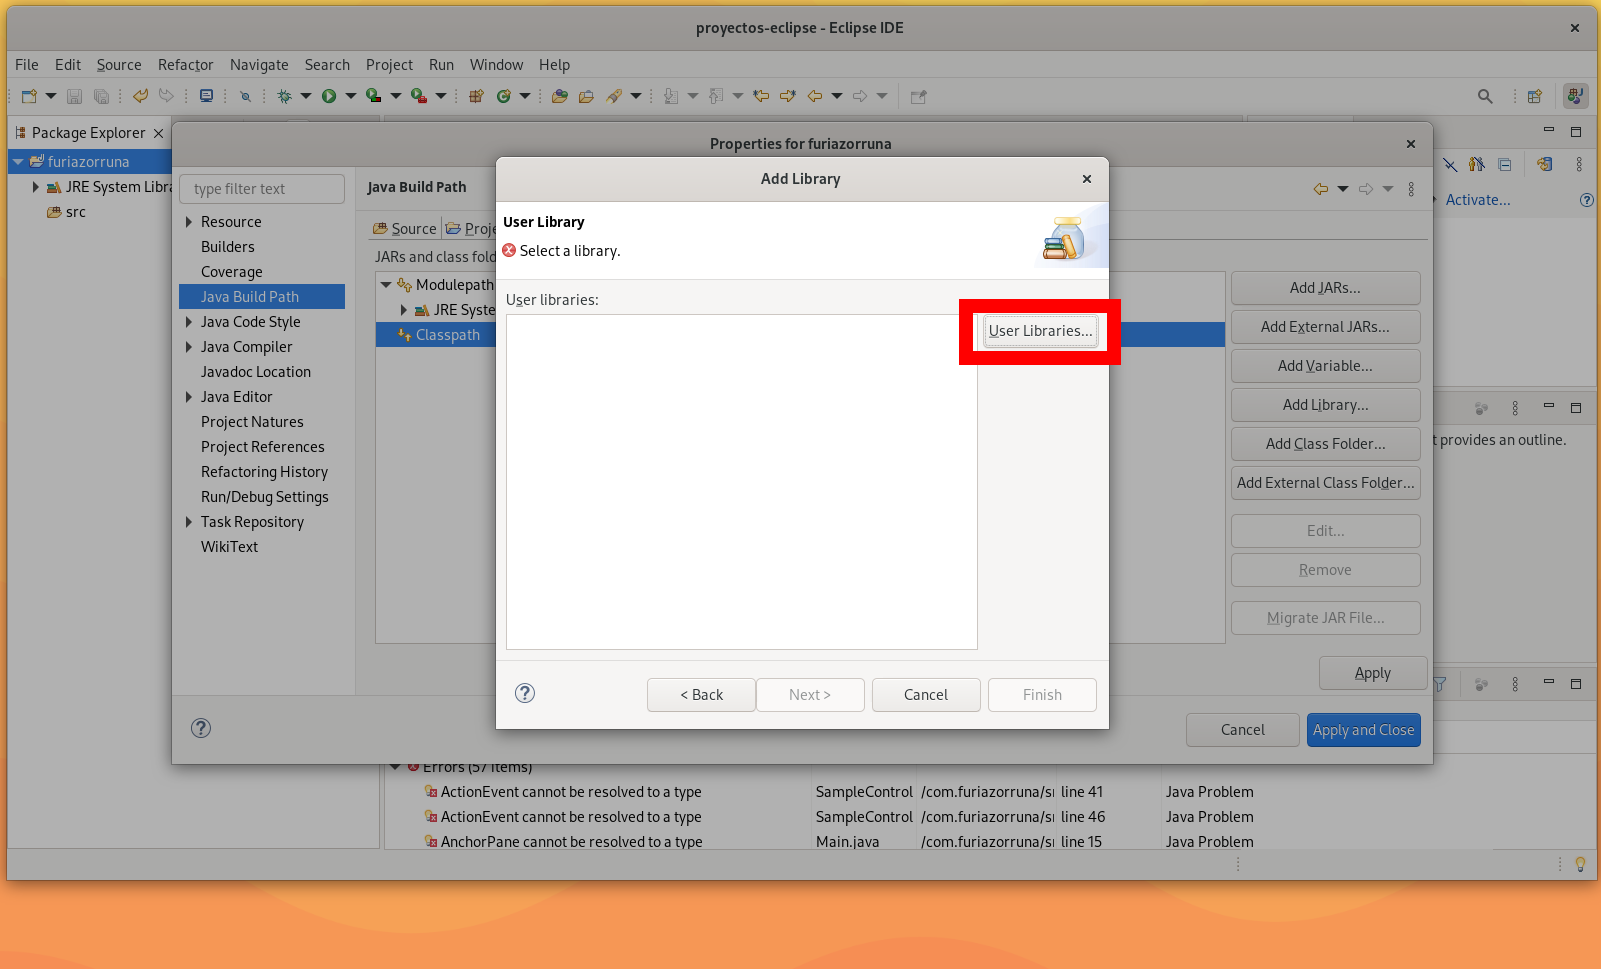 proyectos-eclipse - Eclipse IDE
File Edit Source Refactor Navigate Search Project Run Window Help
Package Explorer
furiazorruna
JRE System Libra
src
Properties for furiazorruna
type filter text
Resource
Builders
Coverage
Java Build Path
Java Code Style
Java Compiler
Javadoc Location
Java Editor
Project Natures
Project References
Refactoring History
Run/Debug Settings
Task Repository
WikiText
Java Build Path
Source Proje
JARs and class fold
Modulepath
JRE Syste
Classpath
Add Library
User Library
Select a library.
User libraries:
User Libraries...
< Back Next > Cancel Finish
Add JARs...
Add External JARs...
Add Variable...
Add Library...
Add Class Folder...
Add External Class Folder...
Edit...
Remove
Migrate JAR File...
Apply
Cancel Apply and Close
Activate...
t provides an outline.
Errors (57 items)
ActionEvent cannot be resolved to a type SampleControl /com.furiazorruna/sr line 41 Java Problem
ActionEvent cannot be resolved to a type SampleControl /com.furiazorruna/sr line 46 Java Problem
AnchorPane cannot be resolved to a type Main.java /com.furiazorruna/sr line 15 Java Problem